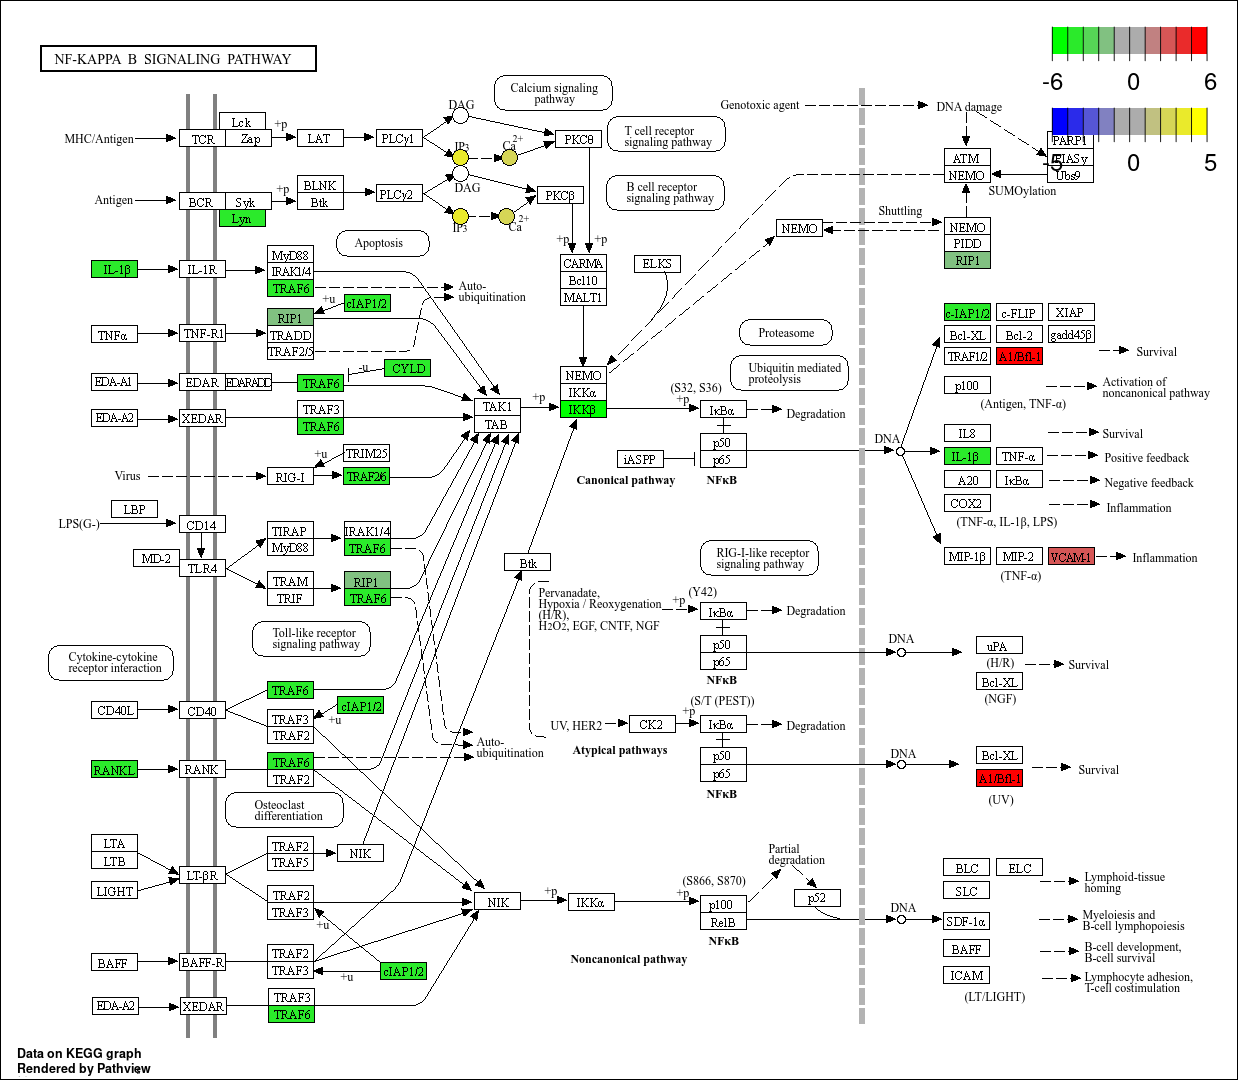 NF-KAPPA B SIGNALING PATHWAY
-6 0 6
-5 0 5
Calcium signaling
pathway
T cell receptor
signaling pathway
B cell receptor
signaling pathway
Genotoxic agent
DNA damage
PARP1
PIASy
Ubs9
ATM
NEMO
SUMOylation
Shuttling
NEMO
NEMO
PIDD
RIP1
MHC/Antigen
TCR
Lck
Zap
+p
LAT
PLCγ1
DAG
IP3
Ca2+
PKCθ
Antigen
BCR
Syk
Lyn
+p
BLNK
Btk
PLCγ2
DAG
IP3
Ca2+
PKCβ
+p
+p
Apoptosis
CARMA
Bcl10
MALT1
ELKS
IL-1β
IL-1R
MyD88
IRAK1/4
TRAF6
Auto-
ubiquitination
+u
cIAP1/2
TNFα
TNF-R1
RIP1
TRADD
TRAF2/5
Proteasome
Ubiquitin mediated
proteolysis
EDA-A1
EDAR
EDARADD
TRAF6
-u
CYLD
EDA-A2
XEDAR
TRAF3
TRAF6
TAK1
TAB
+p
NEMO
IKKα
IKKβ
(S32, S36)
+p
IκBα
Degradation
p50
p65
NFκB
iASPP
Canonical pathway
Virus
RIG-I
+u
TRIM25
TRAF26
LBP
LPS(G-)
CD14
MD-2
TLR4
TIRAP
MyD88
IRAK1/4
TRAF6
TRAM
TRIF
RIP1
TRAF6
Btk
Toll-like receptor
signaling pathway
Cytokine-cytokine
receptor interaction
RIG-I-like receptor
signaling pathway
Pervanadate,
Hypoxia / Reoxygenation
(H/R),
H2O2, EGF, CNTF, NGF
+p
(Y42)
IκBα
Degradation
p50
p65
NFκB
UV, HER2
CK2
+p
(S/T (PEST))
IκBα
Degradation
p50
p65
NFκB
Atypical pathways
CD40L
CD40
TRAF6
TRAF3
TRAF2
cIAP1/2
+u
Auto-
ubiquitination
RANKL
RANK
TRAF6
TRAF2
Osteoclast
differentiation
LTA
LTB
LIGHT
LT-βR
TRAF2
TRAF5
NIK
TRAF2
TRAF3
+u
NIK
+p
IKKα
(S866, S870)
+p
p100
RelB
NFκB
Partial
degradation
p52
Noncanonical pathway
BAFF
BAFF-R
TRAF2
TRAF3
+u
cIAP1/2
EDA-A2
XEDAR
TRAF3
TRAF6
DNA
c-IAP1/2
c-FLIP
XIAP
Bcl-XL
Bcl-2
gadd45β
TRAF1/2
A1/Bfl-1
Survival
p100
Activation of
noncanonical pathway
(Antigen, TNF-α)
IL8
Survival
IL-1β
TNF-α
Positive feedback
A20
IκBα
Negative feedback
COX2
Inflammation
(TNF-α, IL-1β, LPS)
MIP-1β
MIP-2
VCAM-1
Inflammation
(TNF-α)
DNA
uPA
(H/R)
Survival
Bcl-XL
(NGF)
DNA
Bcl-XL
A1/Bfl-1
Survival
(UV)
BLC
ELC
SLC
Lymphoid-tissue
homing
DNA
SDF-1α
Myeloiesis and
B-cell lymphopoiesis
BAFF
B-cell development,
B-cell survival
ICAM
Lymphocyte adhesion,
T-cell costimulation
(LT/LIGHT)
Data on KEGG graph
Rendered by Pathview